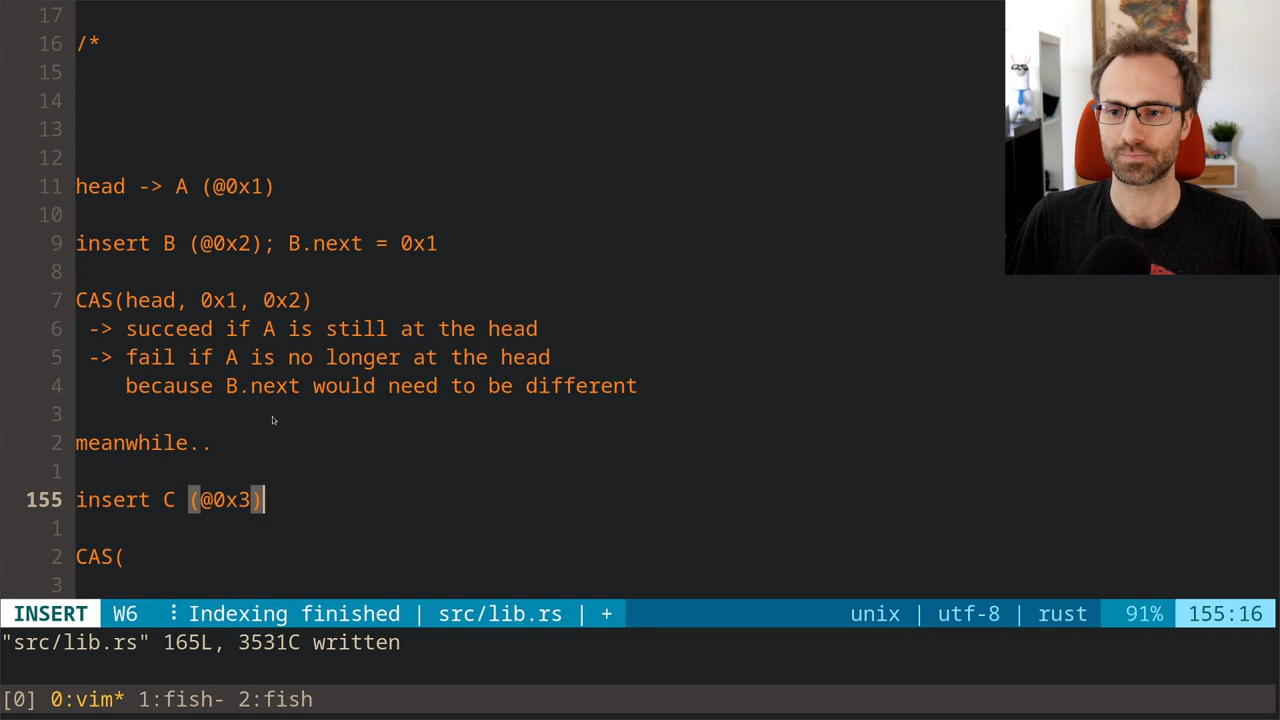 17
16 /*
15
14
13
12
11 head -> A (@0x1)
10
9 insert B (@0x2); B.next = 0x1
8
7 CAS(head, 0x1, 0x2)
6 -> succeed if A is still at the head
5 -> fail if A is no longer at the head
4 because B.next would need to be different
3
2 meanwhile..
1
155 insert C (@0x3)
1
2 CAS(
3
INSERT W6 ⠸ Indexing finished | src/lib.rs | + unix | utf-8 | rust 91% 155:16
"src/lib.rs" 165L, 3531C written
[0] 0:vim* 1:fish- 2:fish